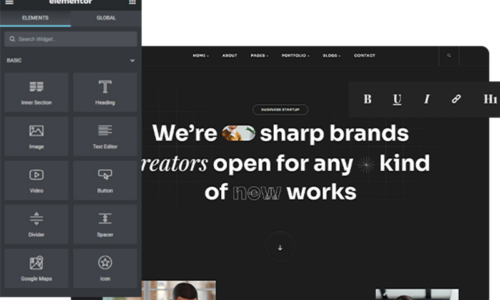 elementor
ELEMENTS
GLOBAL
Search Widget...
BASIC
Inner Section
Heading
Image
Text Editor
Video
Button
Divider
Spacer
Google Maps
Icon
HOME
ABOUT
PAGES
PORTFOLIO
BLOGS
CONTACT
B U I H1
BUSINESS STARTUP
We're sharp brands
creators open for any kind
of new works